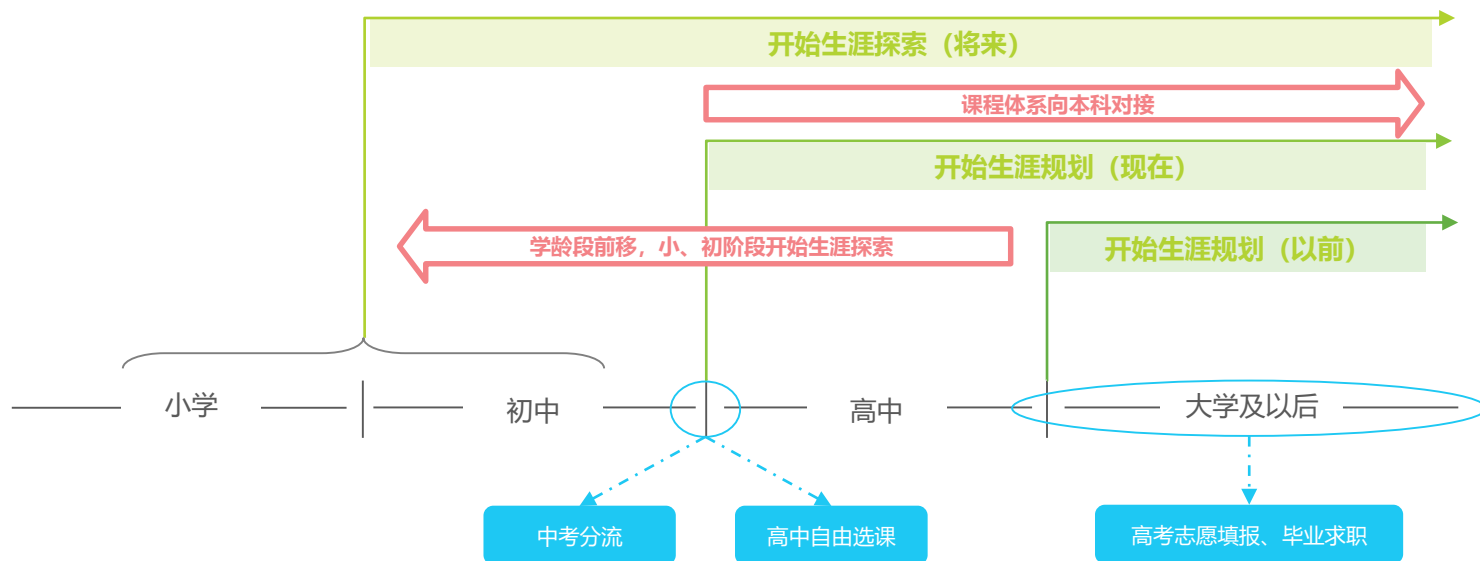 开始生涯探索（将来）
课程体系向本科对接
开始生涯规划（现在）
学龄段前移，小、初阶段开始生涯探索
开始生涯规划（以前）
小学
初中
高中
大学及以后
中考分流
高中自由选课
高考志愿填报、毕业求职